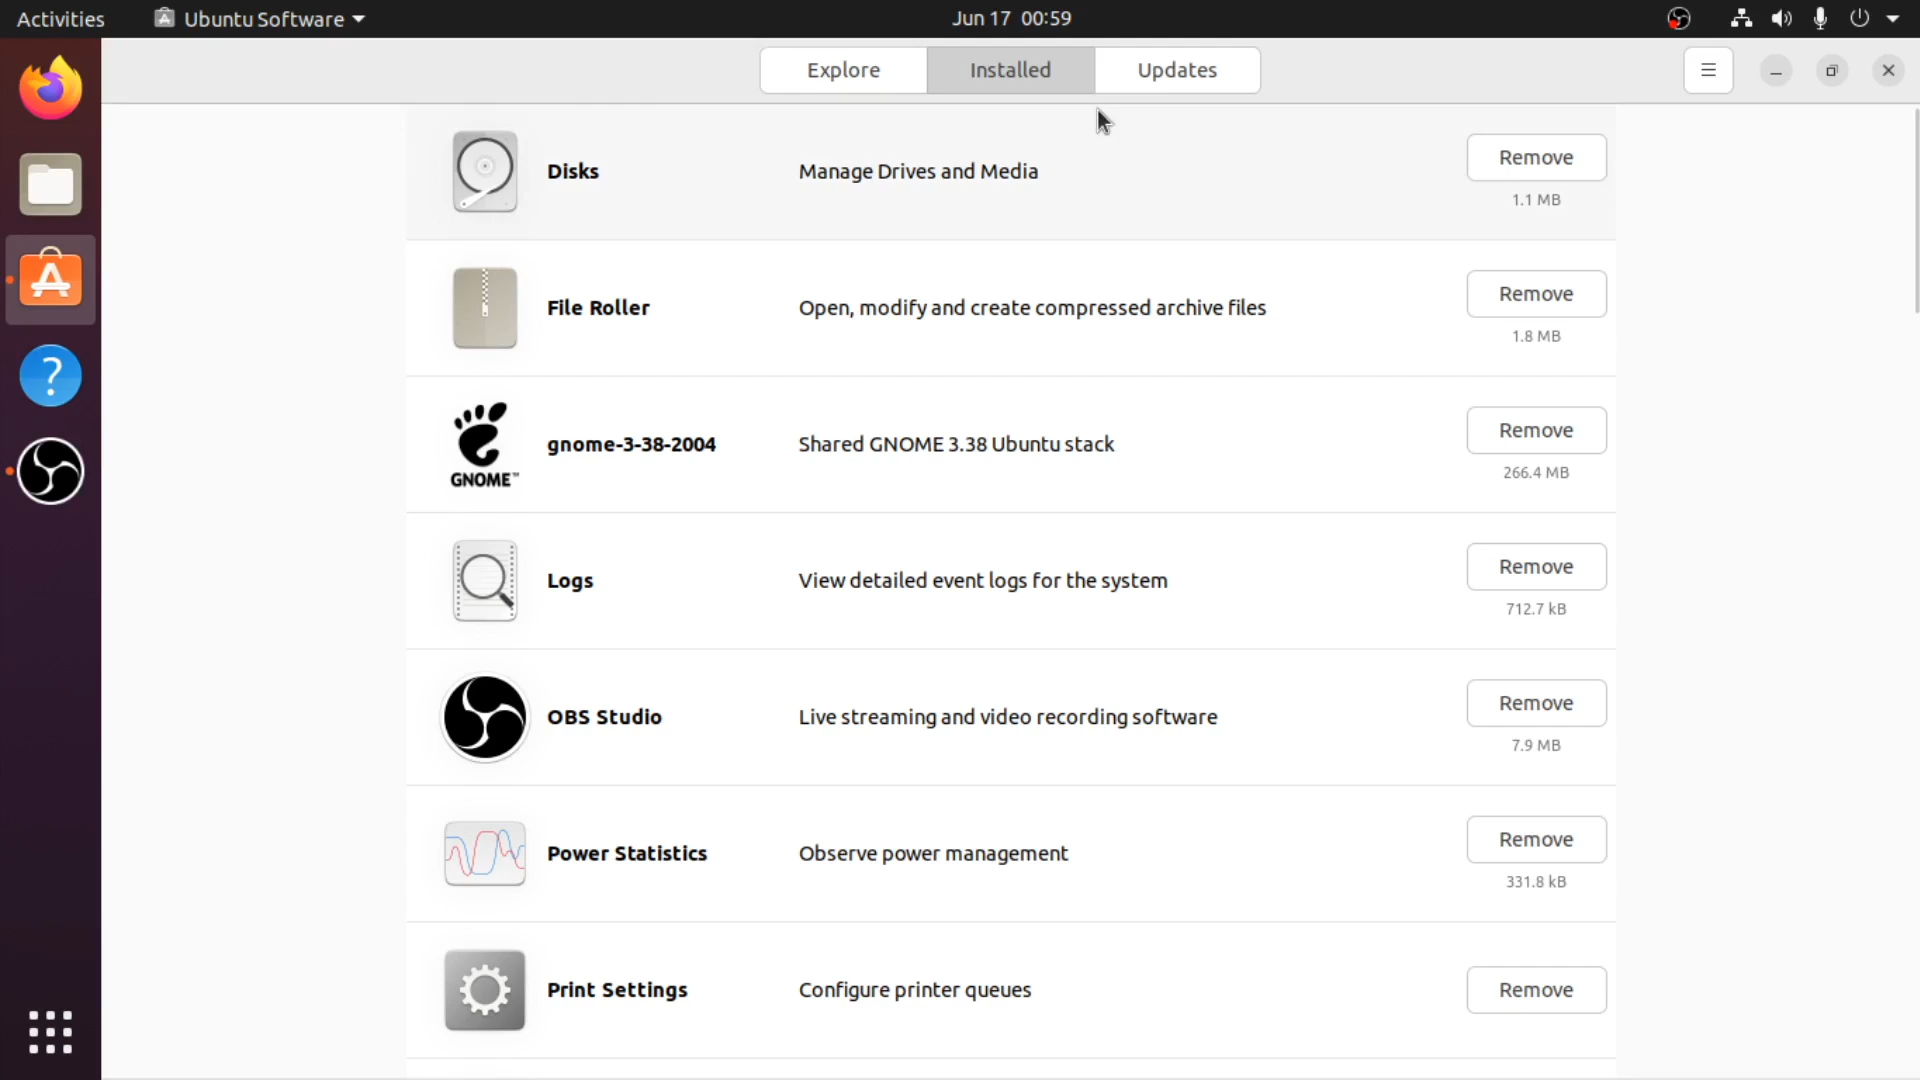 Activities Ubuntu Software Jun 17 00:59
Explore Installed Updates
Disks Manage Drives and Media Remove
1.1 MB
File Roller Open, modify and create compressed archive files Remove
1.8 MB
GNOME™ gnome-3-38-2004 Shared GNOME 3.38 Ubuntu stack Remove
266.4 MB
Logs View detailed event logs for the system Remove
712.7 kB
OBS Studio Live streaming and video recording software Remove
7.9 MB
Power Statistics Observe power management Remove
331.8 kB
Print Settings Configure printer queues Remove